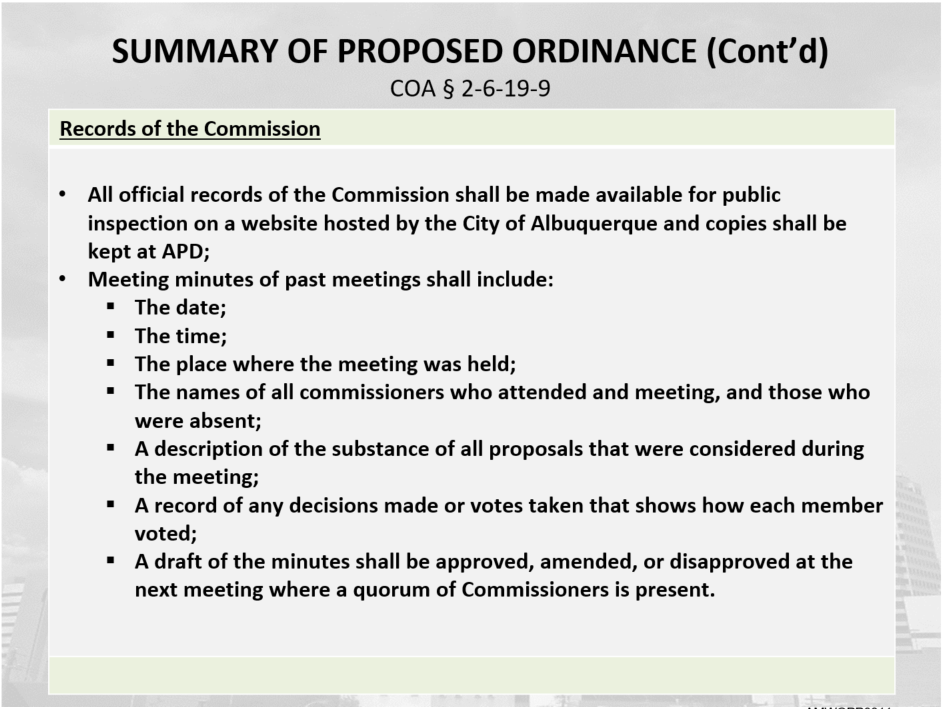 SUMMARY OF PROPOSED ORDINANCE (Cont'd)
COA § 2-6-19-9
Records of the Commission
• All official records of the Commission shall be made available for public
inspection on a website hosted by the City of Albuquerque and copies shall be
kept at APD;
• Meeting minutes of past meetings shall include:
▪ The date;
▪ The time;
▪ The place where the meeting was held;
▪ The names of all commissioners who attended and meeting, and those who
were absent;
▪ A description of the substance of all proposals that were considered during
the meeting;
▪ A record of any decisions made or votes taken that shows how each member
voted;
▪ A draft of the minutes shall be approved, amended, or disapproved at the
next meeting where a quorum of Commissioners is present.